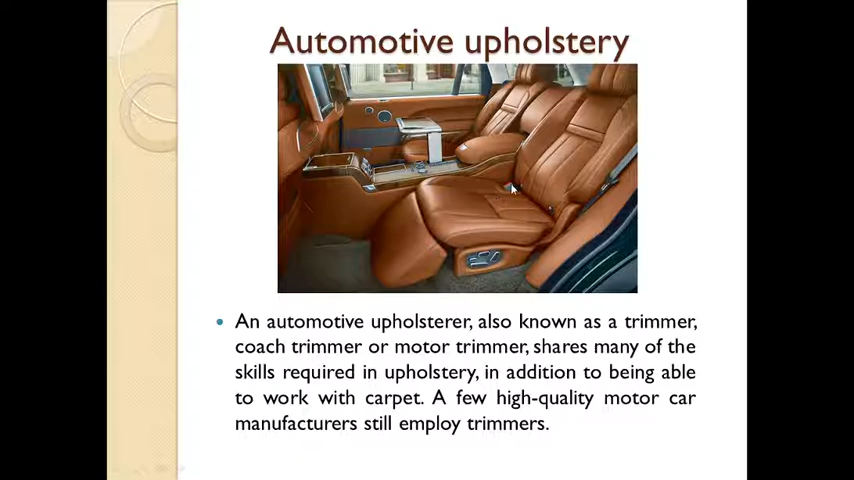 Automotive upholstery
• An automotive upholsterer, also known as a trimmer,
coach trimmer or motor trimmer, shares many of the
skills required in upholstery, in addition to being able
to work with carpet. A few high-quality motor car
manufacturers still employ trimmers.